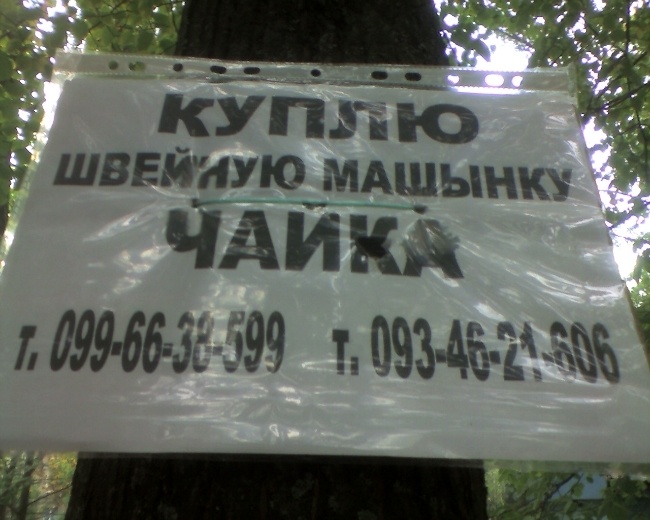 КУПЛЮ
ШВЕЙНУЮ МАШЫНКУ
ЧАЙКА
т. 099-66-38-599 т. 093-46-21-606